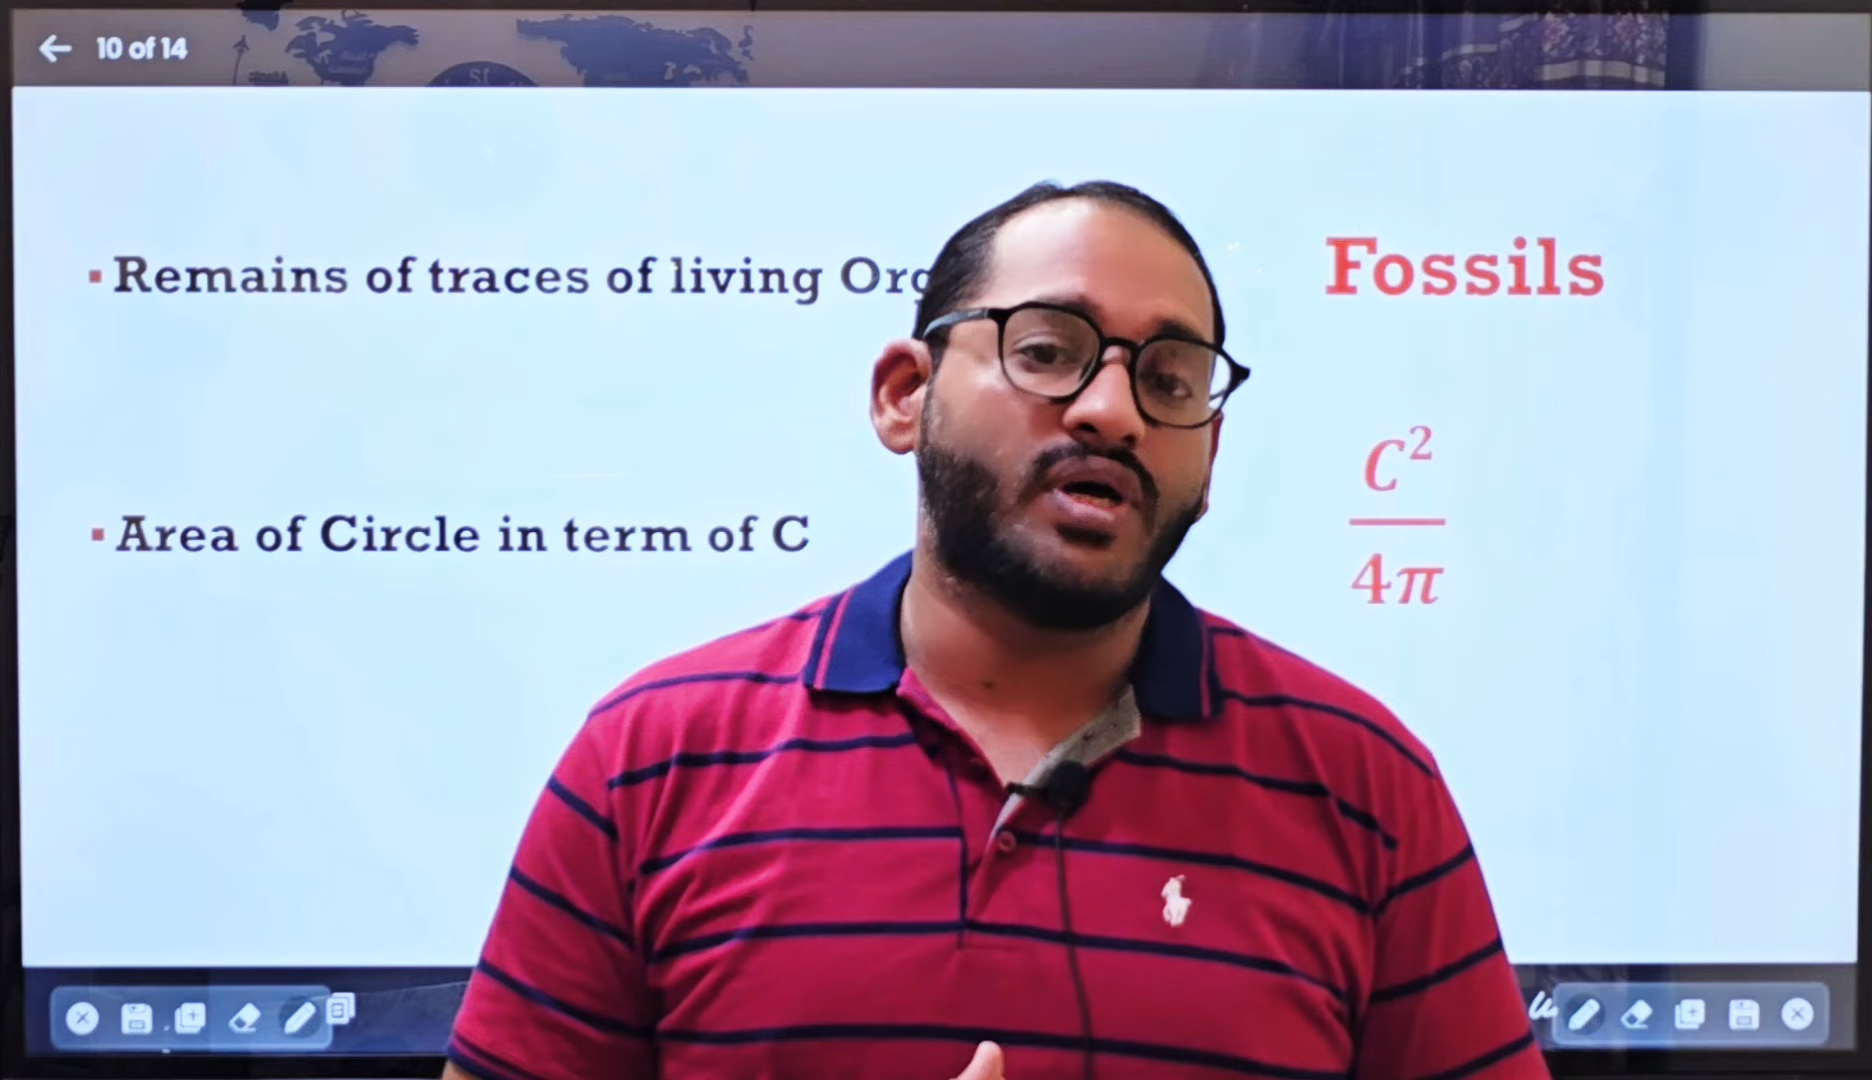 10 of 14
Remains of traces of living
Fossils
Area of Circle in term of C
C²
4π